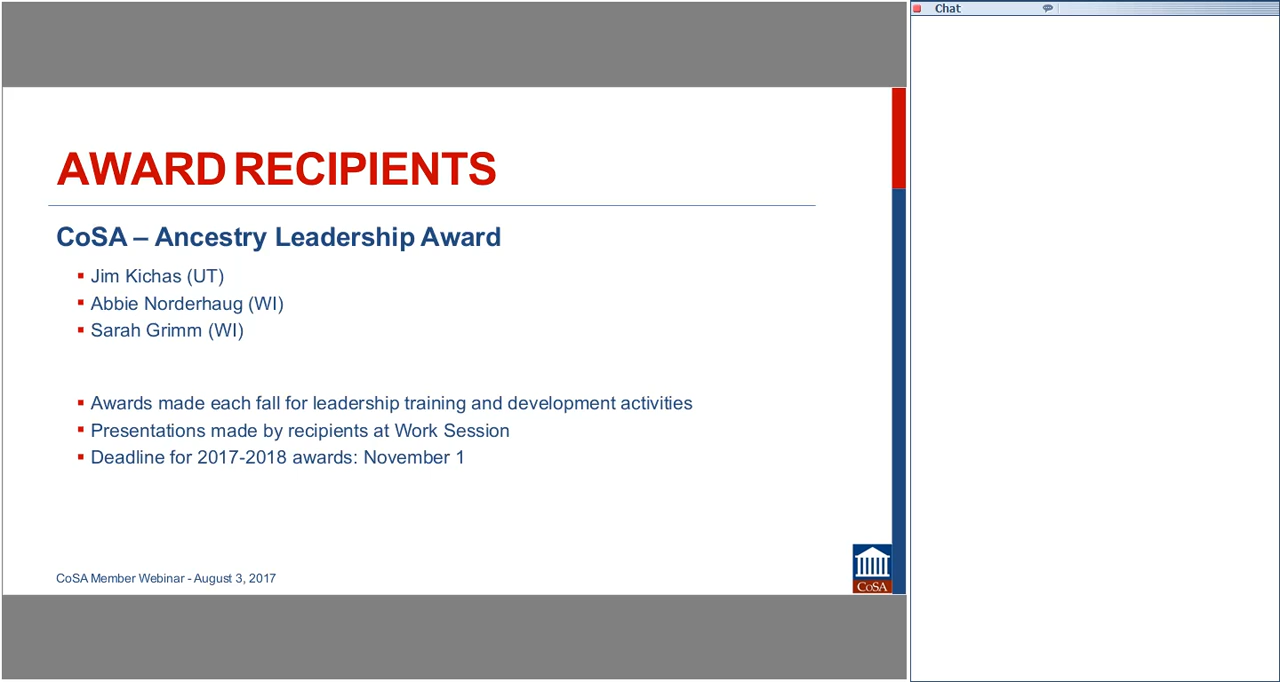 Chat
AWARD RECIPIENTS
CoSA – Ancestry Leadership Award
▪ Jim Kichas (UT)
▪ Abbie Norderhaug (WI)
▪ Sarah Grimm (WI)
▪ Awards made each fall for leadership training and development activities
▪ Presentations made by recipients at Work Session
▪ Deadline for 2017-2018 awards: November 1
CoSA Member Webinar - August 3, 2017
CoSA